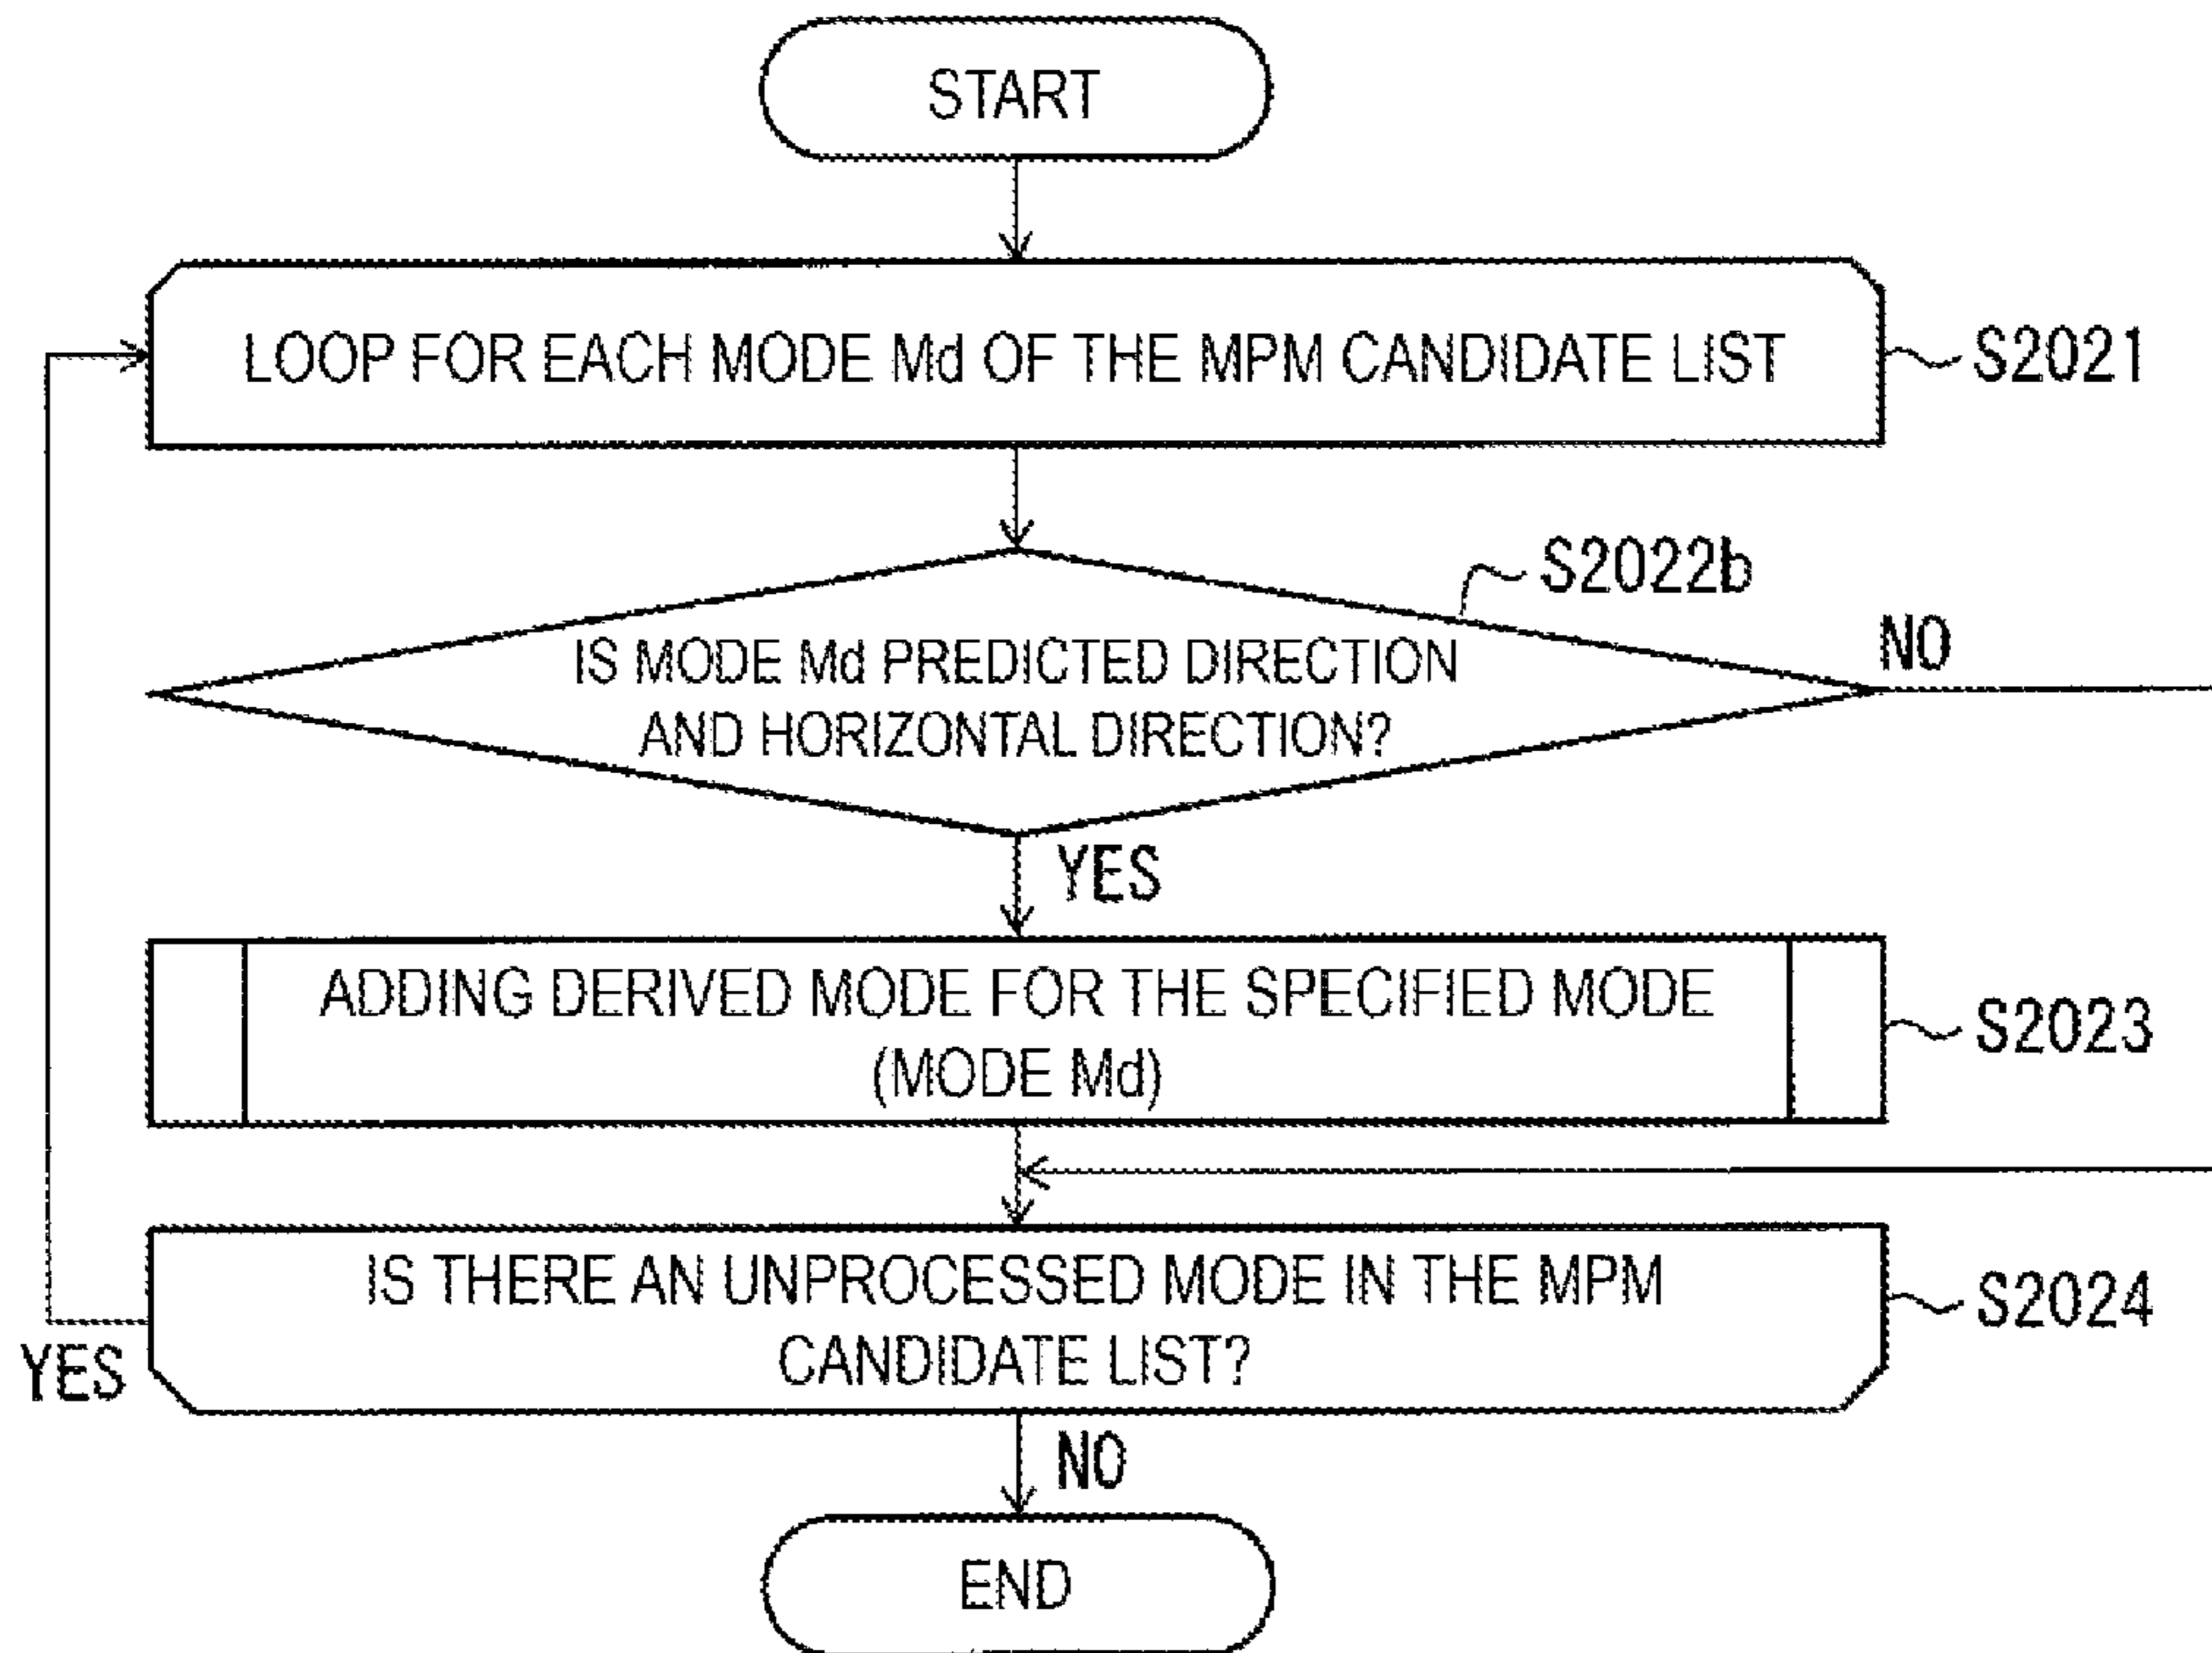 START
LOOP FOR EACH MODE Md OF THE MPM CANDIDATE LIST
S2021
S2022b
IS MODE Md PREDICTED DIRECTION
AND HORIZONTAL DIRECTION?
NO
YES
ADDING DERIVED MODE FOR THE SPECIFIED MODE
(MODE Md)
S2023
IS THERE AN UNPROCESSED MODE IN THE MPM
CANDIDATE LIST?
S2024
YES
NO
END